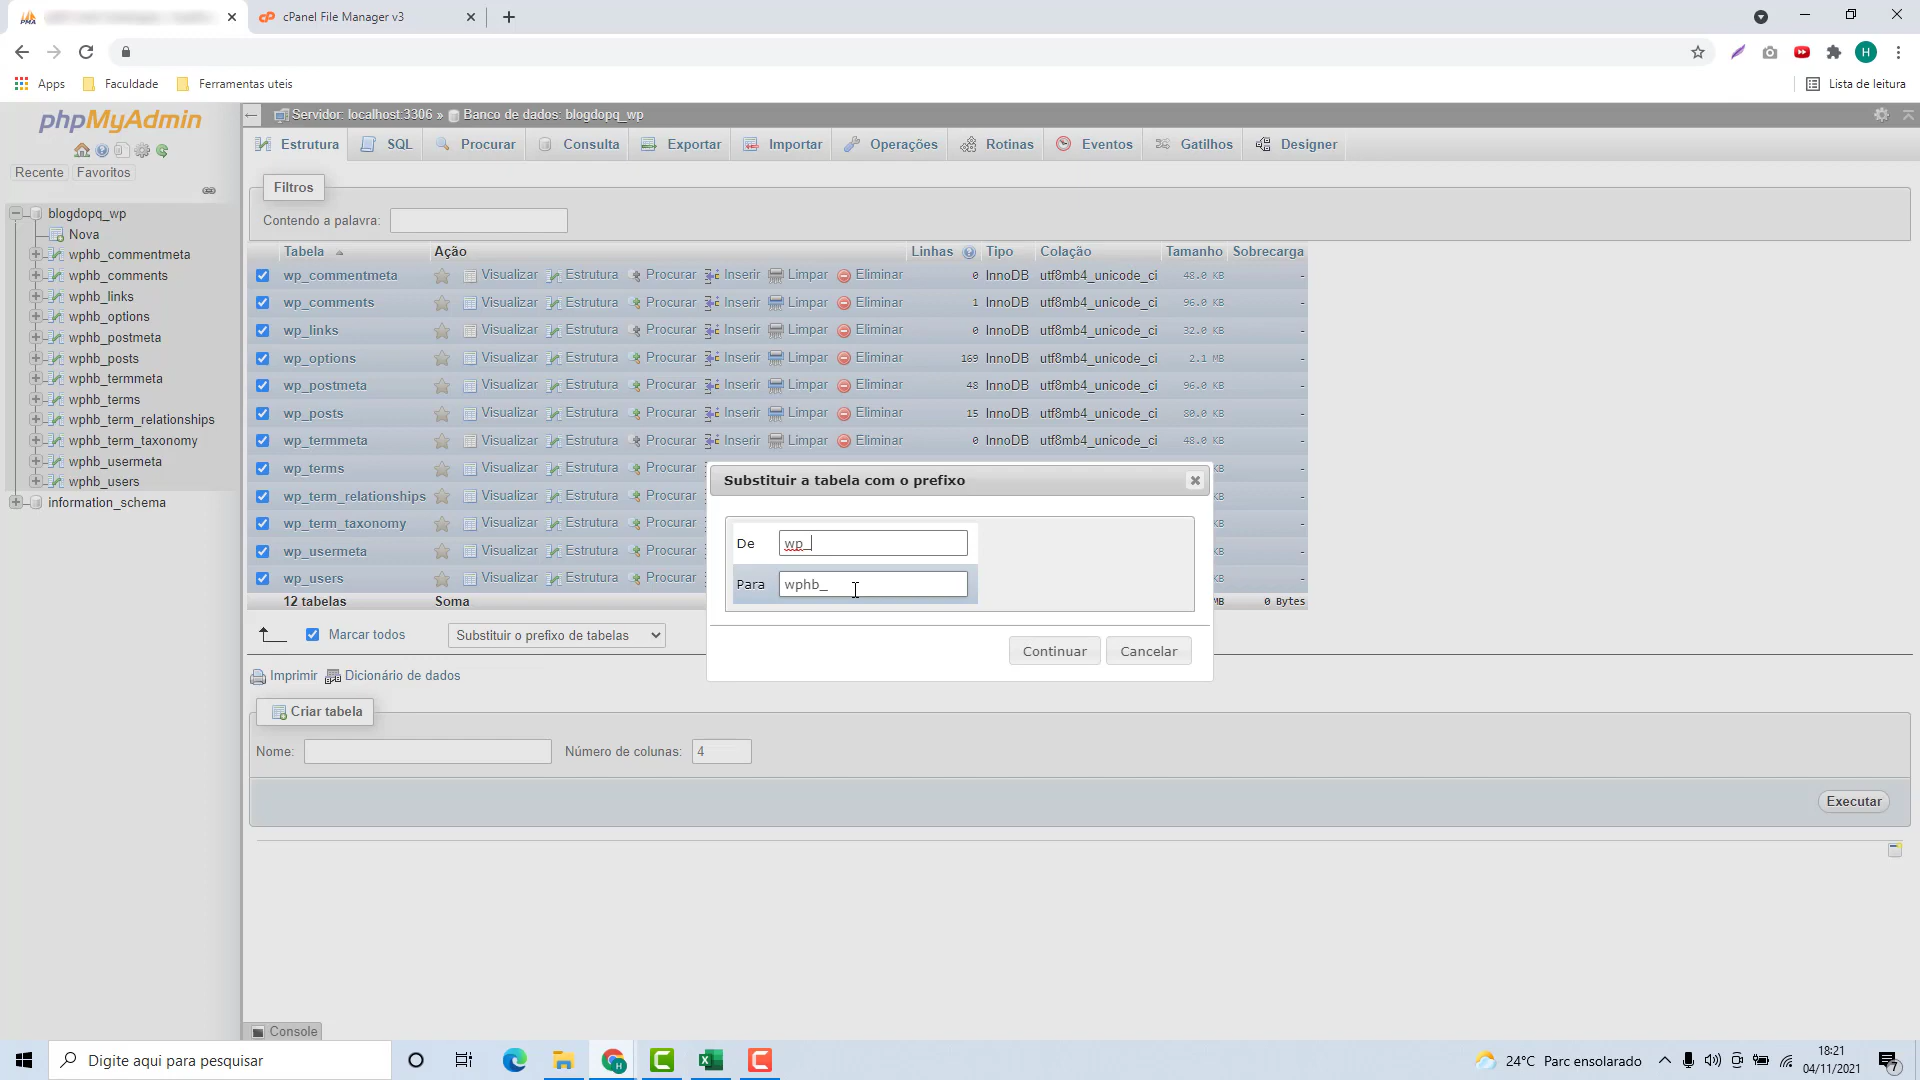 cPanel File Manager v3
Apps
Faculdade
Ferramentas uteis
Lista de leitura
phpMyAdmin
Recente
Favoritos
blogdopq_wp
Nova
wphb_commentmeta
wphb_comments
wphb_links
wphb_options
wphb_postmeta
wphb_posts
wphb_termmeta
wphb_terms
wphb_term_relationships
wphb_term_taxonomy
wphb_usermeta
wphb_users
information_schema
Servidor: localhost:3306 » Banco de dados: blogdopq_wp
Estrutura SQL Procurar Consulta Exportar Importar Operações Rotinas Eventos Gatilhos Designer
Filtros
Contendo a palavra:
Tabela Ação Linhas Tipo Colação Tamanho Sobrecarga
wp_commentmeta Visualizar Estrutura Procurar Inserir Limpar Eliminar 0 InnoDB utf8mb4_unicode_ci 48.0 KB -
wp_comments Visualizar Estrutura Procurar Inserir Limpar Eliminar 1 InnoDB utf8mb4_unicode_ci 96.0 KB -
wp_links Visualizar Estrutura Procurar Inserir Limpar Eliminar 0 InnoDB utf8mb4_unicode_ci 32.0 KB -
wp_options Visualizar Estrutura Procurar Inserir Limpar Eliminar 169 InnoDB utf8mb4_unicode_ci 2.1 MB -
wp_postmeta Visualizar Estrutura Procurar Inserir Limpar Eliminar 48 InnoDB utf8mb4_unicode_ci 96.0 KB -
wp_posts Visualizar Estrutura Procurar Inserir Limpar Eliminar 15 InnoDB utf8mb4_unicode_ci 80.0 KB -
wp_termmeta Visualizar Estrutura Procurar Inserir Limpar Eliminar 0 InnoDB utf8mb4_unicode_ci 48.0 KB -
wp_terms Visualizar Estrutura Procurar KB -
wp_term_relationships Visualizar Estrutura Procurar KB -
wp_term_taxonomy Visualizar Estrutura Procurar KB -
wp_usermeta Visualizar Estrutura Procurar KB -
wp_users Visualizar Estrutura Procurar KB -
12 tabelas Soma MB 0 Bytes
Substituir a tabela com o prefixo
De wp_
Para wphb_
Continuar Cancelar
Marcar todos Substituir o prefixo de tabelas
Imprimir Dicionário de dados
Criar tabela
Nome: Número de colunas: 4
Executar
Console
Digite aqui para pesquisar
24°C Parc ensolarado
18:21
04/11/2021
7
H